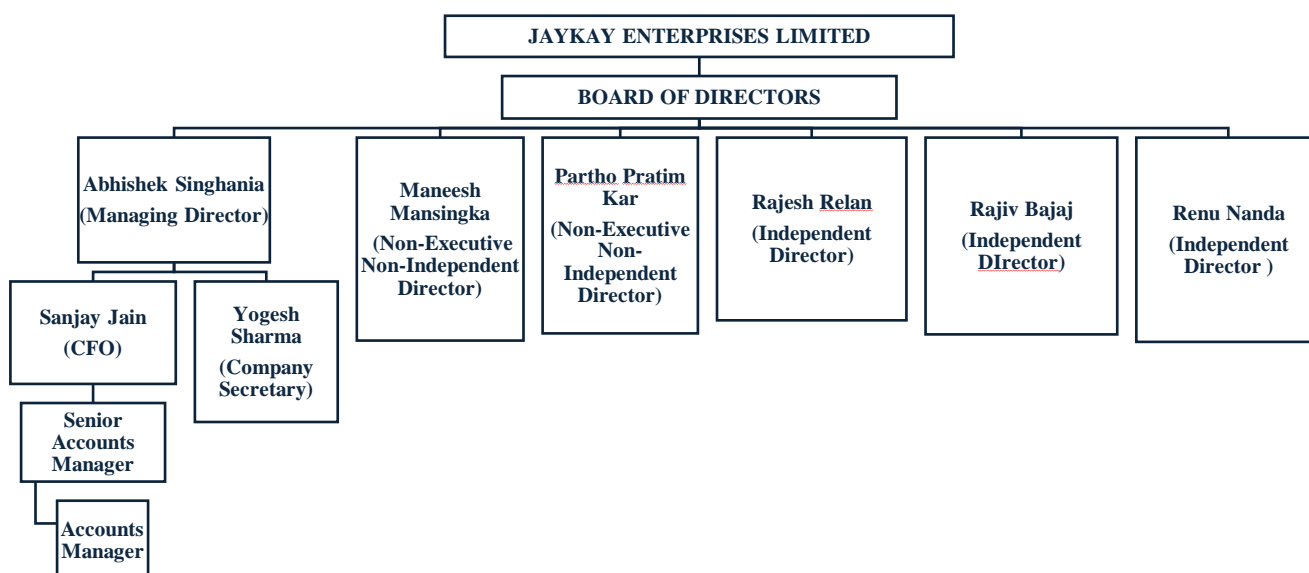 JAYKAY ENTERPRISES LIMITED
BOARD OF DIRECTORS
Abhishek Singhania
(Managing Director)
Maneesh
Mansingka
(Non-Executive
Non-Independent
Director)
Partho Pratim
Kar
(Non-Executive
Non-
Independent
Director)
Rajesh Relan
(Independent
Director)
Rajiv Bajaj
(Independent
DIrector)
Renu Nanda
(Independent
Director )
Sanjay Jain
(CFO)
Yogesh
Sharma
(Company
Secretary)
Senior
Accounts
Manager
Accounts
Manager